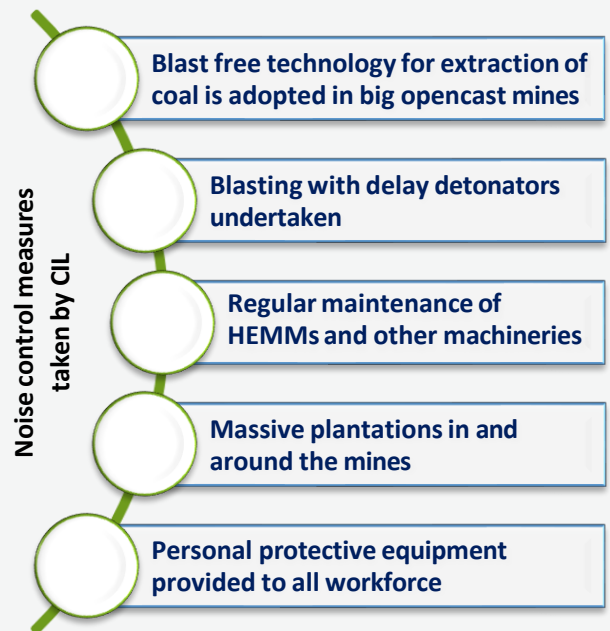 Noise control measures
taken by CIL
Blast free technology for extraction of
coal is adopted in big opencast mines
Blasting with delay detonators
undertaken
Regular maintenance of
HEMMs and other machineries
Massive plantations in and
around the mines
Personal protective equipment
provided to all workforce